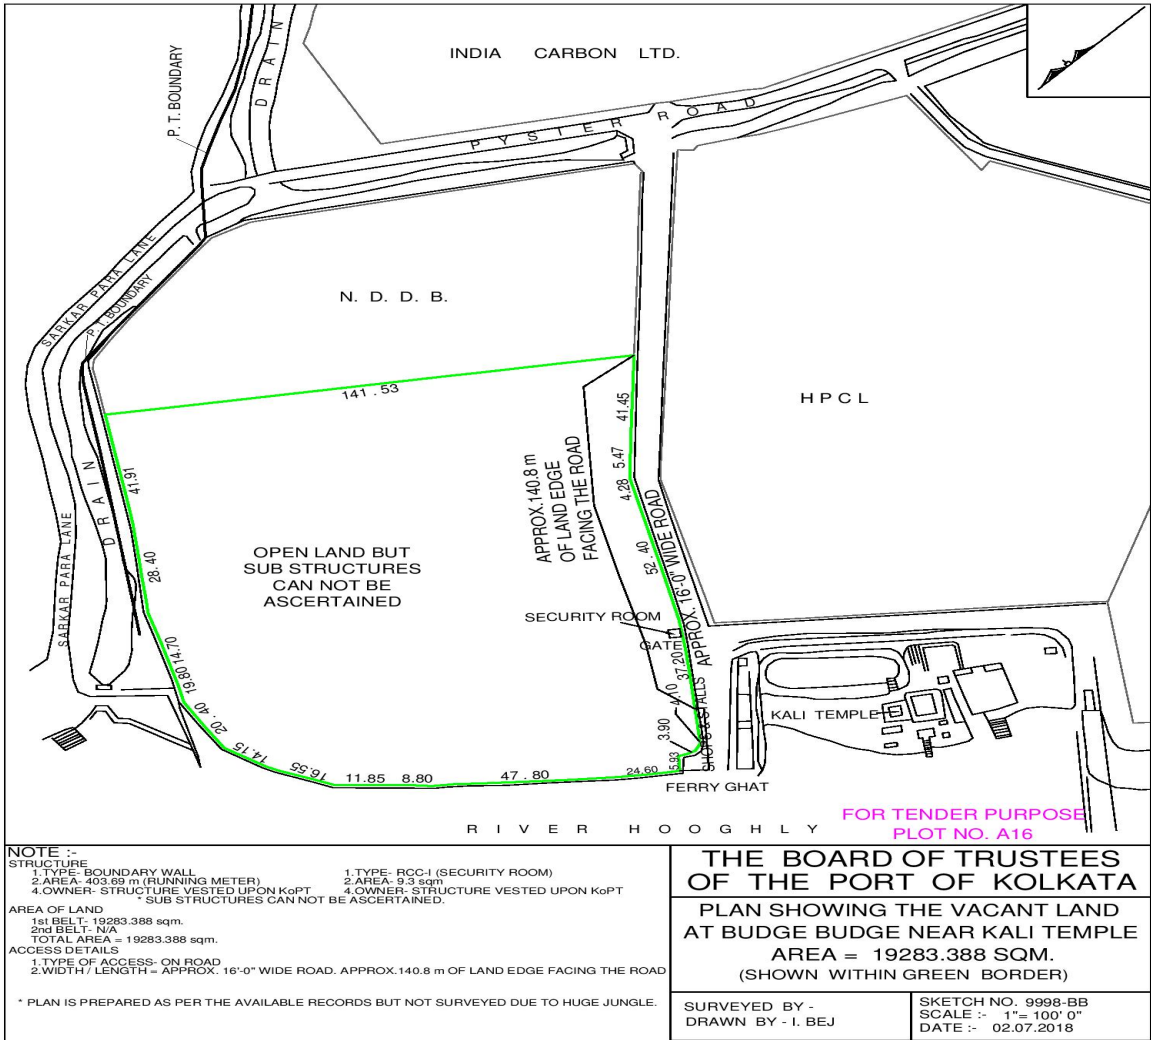 INDIA CARBON LTD.
P.T.BOUNDARY
DRAIN
PYSTER ROAD
SARKAR PARA LANE
P.T.BOUNDARY
N. D. D. B.
HPCL
141.53
41.45
5.47
4.28
52.40
37.20
4.10
3.90
5.93
24.60
47.80
8.80
11.85
16.55
14.15
20.40
19.80
14.70
28.40
41.91
DRAIN
SARKAR PARA LANE
APPROX.140.8 m
OF LAND EDGE
FACING THE ROAD
APPROX. 16'-0" WIDE ROAD
OPEN LAND BUT
SUB STRUCTURES
CAN NOT BE
ASCERTAINED
SECURITY ROOM
GATE
SHOPS & STALLS
KALI TEMPLE
FERRY GHAT
RIVER HOOGHLY
FOR TENDER PURPOSE
PLOT NO. A16
NOTE :-
STRUCTURE
1.TYPE- BOUNDARY WALL
2.AREA- 403.69 m (RUNNING METER)
4.OWNER- STRUCTURE VESTED UPON KoPT
1.TYPE- RCC-I (SECURITY ROOM)
2.AREA- 9.3 sqm
4.OWNER- STRUCTURE VESTED UPON KoPT
* SUB STRUCTURES CAN NOT BE ASCERTAINED.
AREA OF LAND
1st BELT- 19283.388 sqm.
2nd BELT- N/A
TOTAL AREA = 19283.388 sqm.
ACCESS DETAILS
1.TYPE OF ACCESS- ON ROAD
2.WIDTH / LENGTH = APPROX. 16'-0" WIDE ROAD. APPROX.140.8 m OF LAND EDGE FACING THE ROAD
* PLAN IS PREPARED AS PER THE AVAILABLE RECORDS BUT NOT SURVEYED DUE TO HUGE JUNGLE.
THE BOARD OF TRUSTEES
OF THE PORT OF KOLKATA
PLAN SHOWING THE VACANT LAND
AT BUDGE BUDGE NEAR KALI TEMPLE
AREA = 19283.388 SQM.
(SHOWN WITHIN GREEN BORDER)
SURVEYED BY -
DRAWN BY - I. BEJ
SKETCH NO. 9998-BB
SCALE :- 1"= 100' 0"
DATE :- 02.07.2018